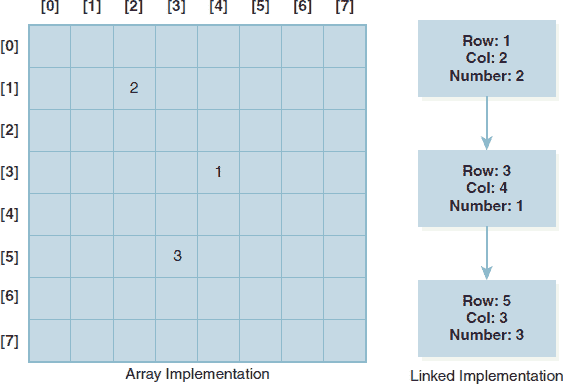 [0] [1] [2] [3] [4] [5] [6] [7]
[0]
[1] 2
[2]
[3] 1
[4]
[5] 3
[6]
[7]
Array Implementation
Row: 1
Col: 2
Number: 2
Row: 3
Col: 4
Number: 1
Row: 5
Col: 3
Number: 3
Linked Implementation